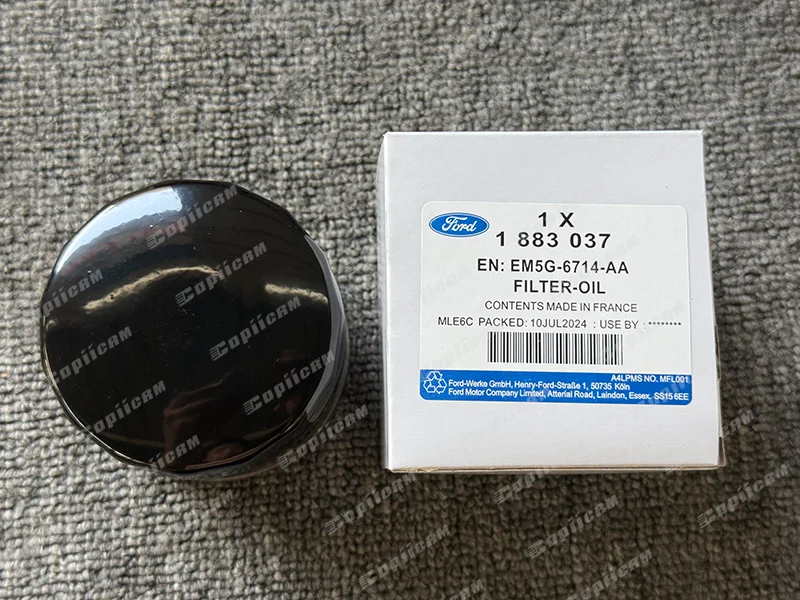 Ford
1 X
1 883 037
EN: EM5G-6714-AA
FILTER-OIL
CONTENTS MADE IN FRANCE
MLE6C PACKED: 10JUL2024 : USE BY :********
A4LPMS NO. MFL001
Ford-Werke GmbH, Henry-Ford-Straße 1, 50735 Köln
Ford Motor Company Limited, Atterial Road, Laindon, Essex. SS15 6EE
COPIICAM